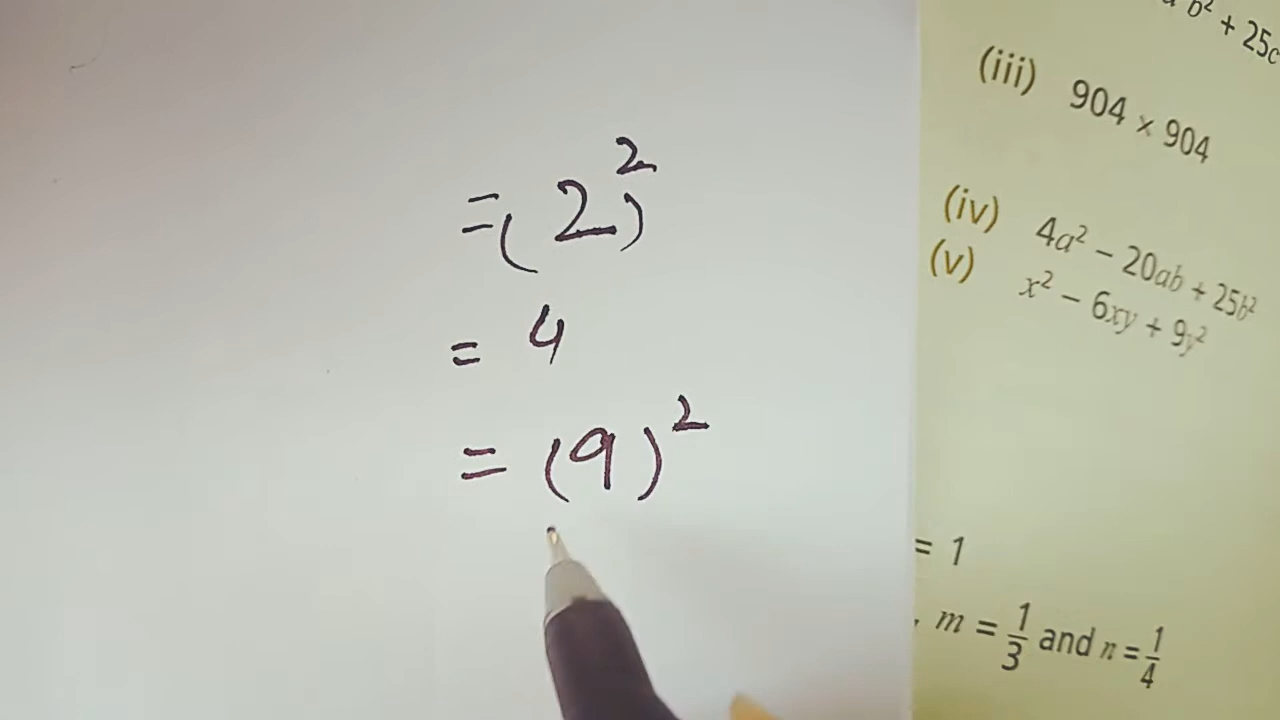 = (2)²
= 4
= (9)²
b² + 25c
(iii) 904 × 904
(iv) 4a² − 20ab + 25b²
(v) x² − 6xy + 9y²
= 1
, m = 1/3 and n = 1/4